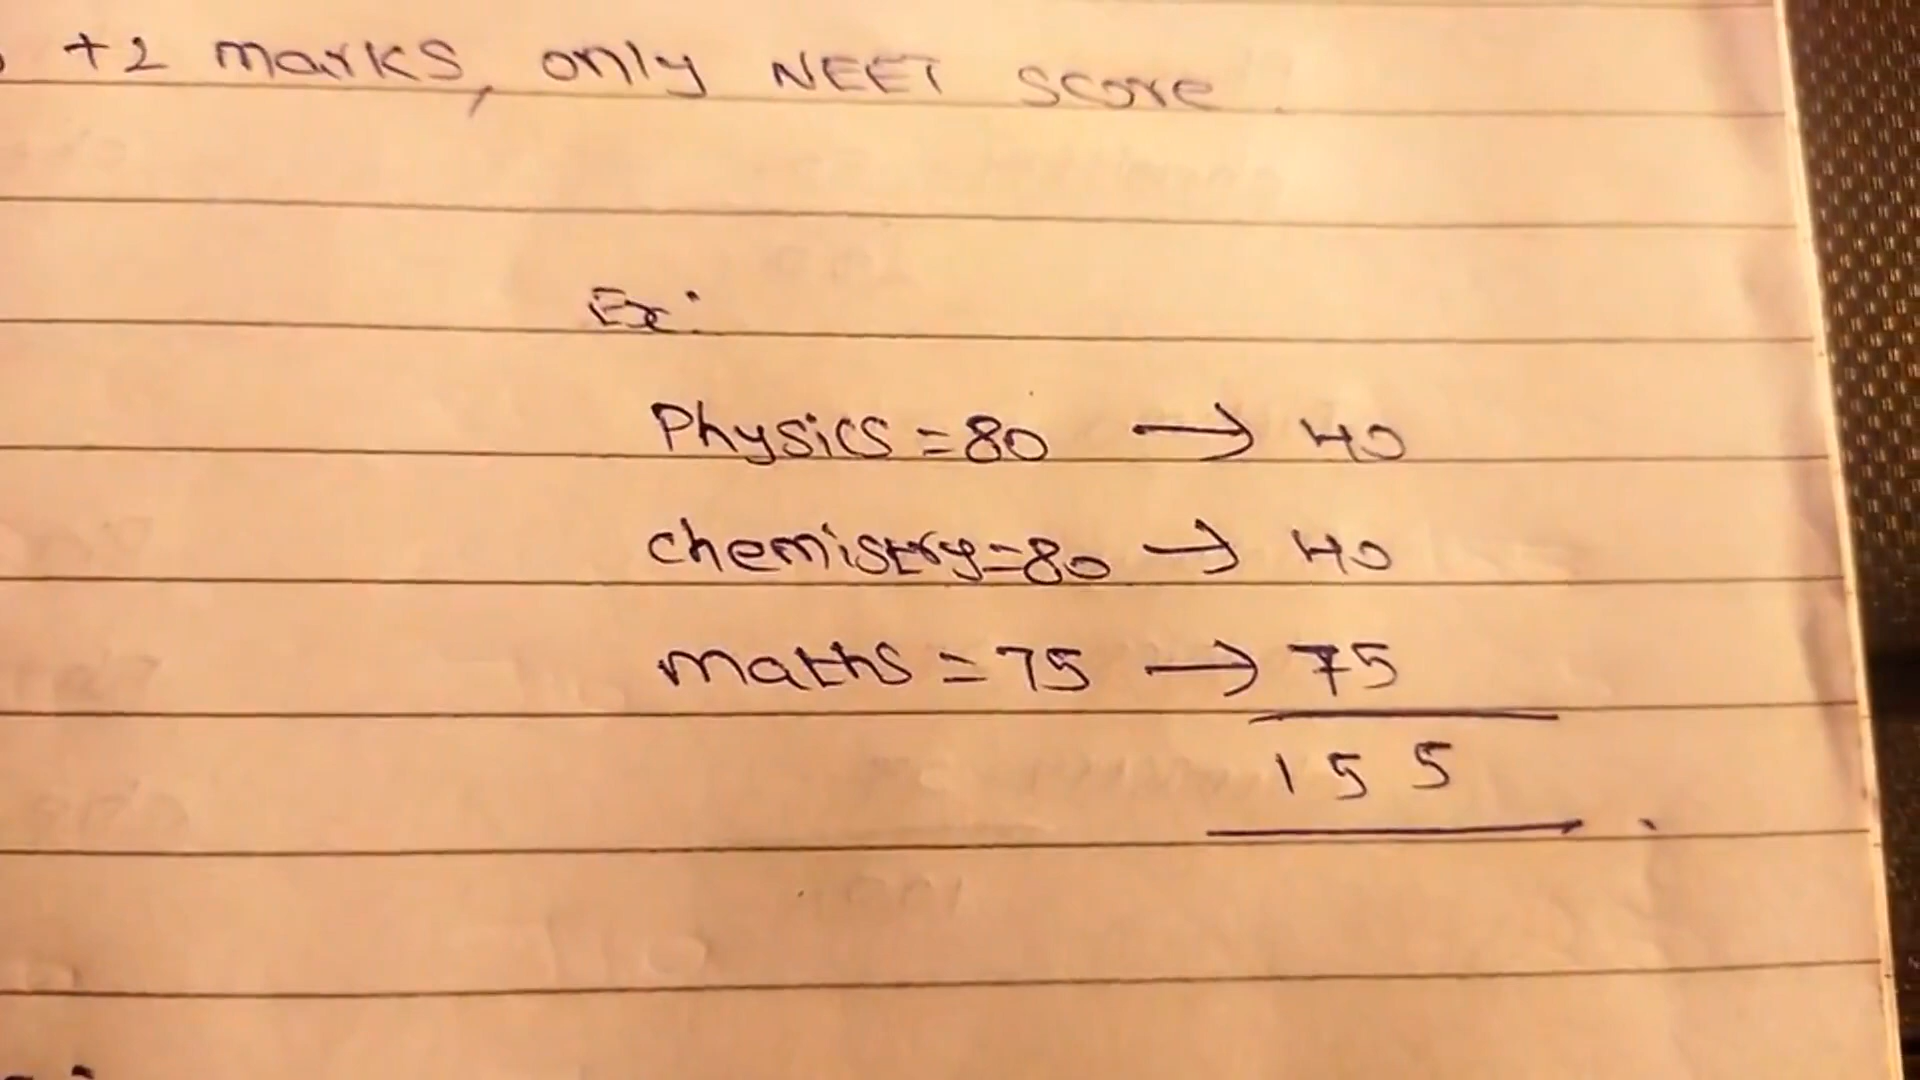 +2 marks, only NEET score.
Ex:
Physics = 80 → 40
chemistry = 80 → 40
maths = 75 → 75
155